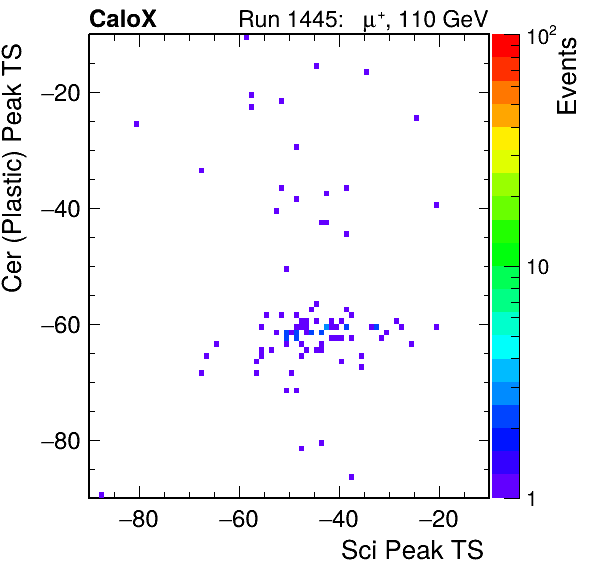 CaloX Run 1445: μ⁺, 110 GeV
Cer (Plastic) Peak TS
−20
−40
−60
−80
−80 −60 −40 −20
Sci Peak TS
10²
10
1
Events